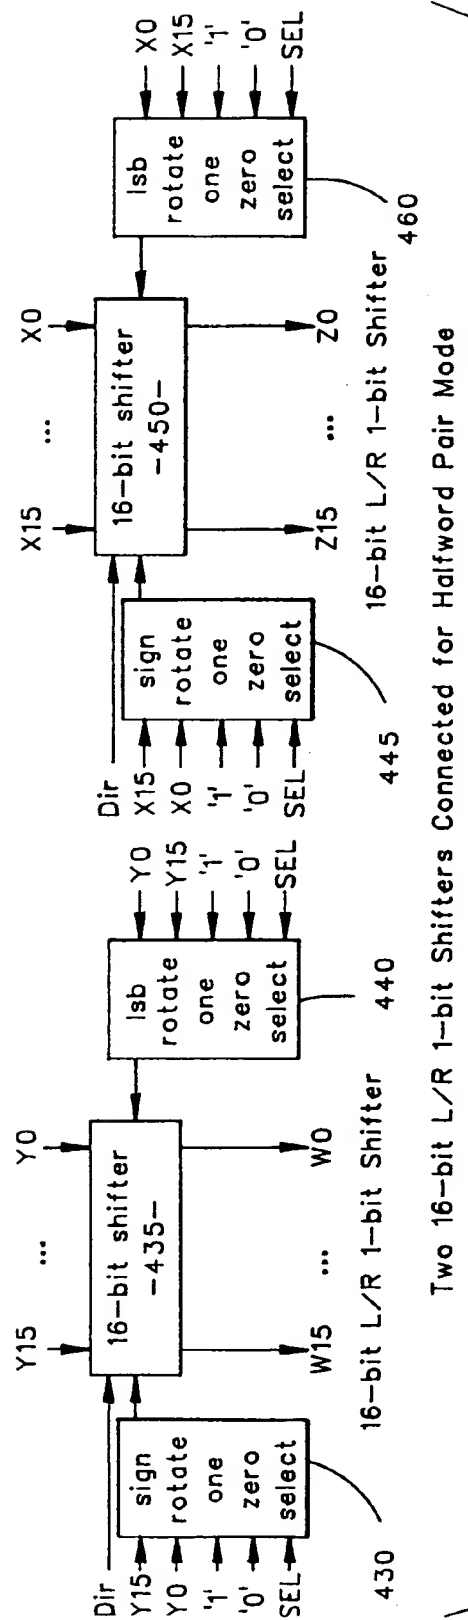 Y15 ... Y0 X15 ... X0
Dir
16-bit shifter
-435-
Dir
16-bit shifter
-450-
Y15
Y0
'1'
'0'
SEL
sign
rotate
one
zero
select
430
lsb
rotate
one
zero
select
440
Y0
Y15
'1'
'0'
SEL
X15
X0
'1'
'0'
SEL
sign
rotate
one
zero
select
445
lsb
rotate
one
zero
select
460
X0
X15
'1'
'0'
SEL
W15 ... W0 Z15 ... Z0
16-bit L/R 1-bit Shifter
16-bit L/R 1-bit Shifter
Two 16-bit L/R 1-bit Shifters Connected for Halfword Pair Mode